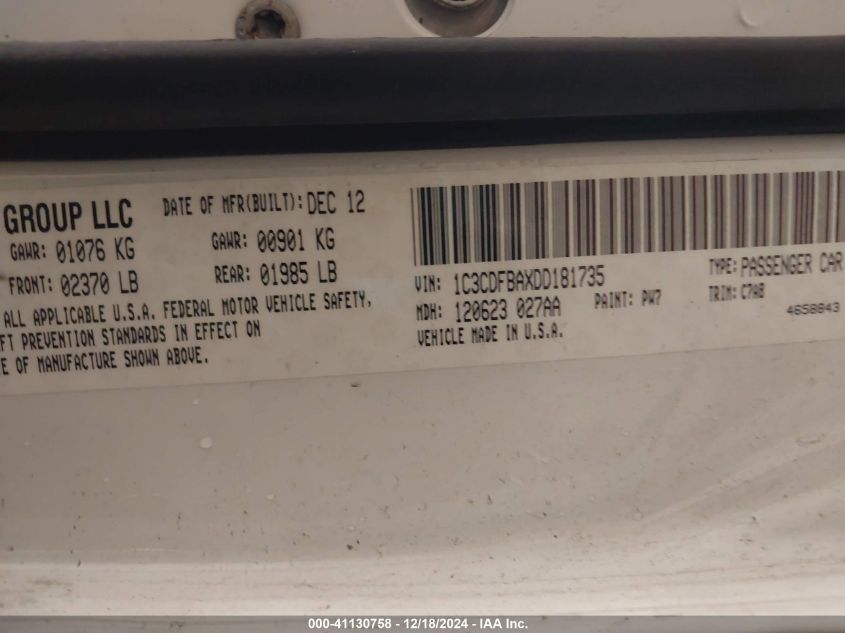 GROUP LLC DATE OF MFR(BUILT): DEC 12
GAWR: 01076 KG GAWR: 00901 KG
FRONT: 02370 LB REAR: 01985 LB
ALL APPLICABLE U.S.A. FEDERAL MOTOR VEHICLE SAFETY,
FT PREVENTION STANDARDS IN EFFECT ON
E OF MANUFACTURE SHOWN ABOVE.
VIN: 1C3CDFBAXDD181735 TYPE: PASSENGER CAR
MDH: 120623 027AA PAINT: PW7 TRIM: C7A8
VEHICLE MADE IN U.S.A. 4658843
000-41130758 - 12/18/2024 - IAA Inc.